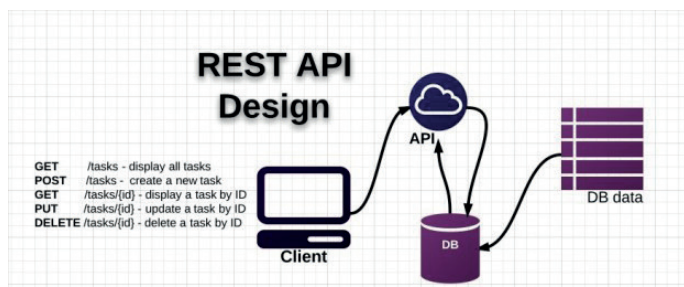 REST API
Design
API
GET /tasks - display all tasks
POST /tasks - create a new task
GET /tasks/{id} - display a task by ID
PUT /tasks/{id} - update a task by ID
DELETE /tasks/{id} - delete a task by ID
Client
DB
DB data